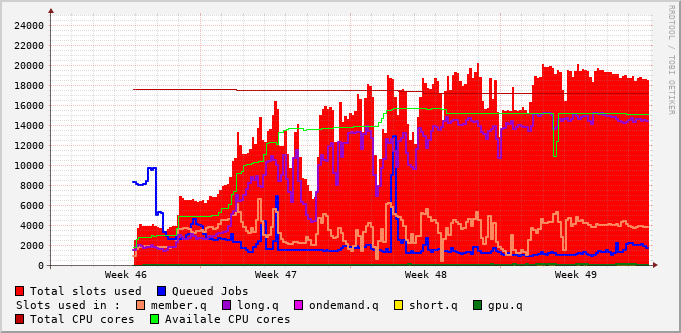 RRDTOOL / TOBI OETIKER
24000
22000
20000
18000
16000
14000
12000
10000
8000
6000
4000
2000
0
Week 46 Week 47 Week 48 Week 49
Total slots used Queued Jobs
Slots used in : member.q long.q ondemand.q short.q gpu.q
Total CPU cores Availale CPU cores